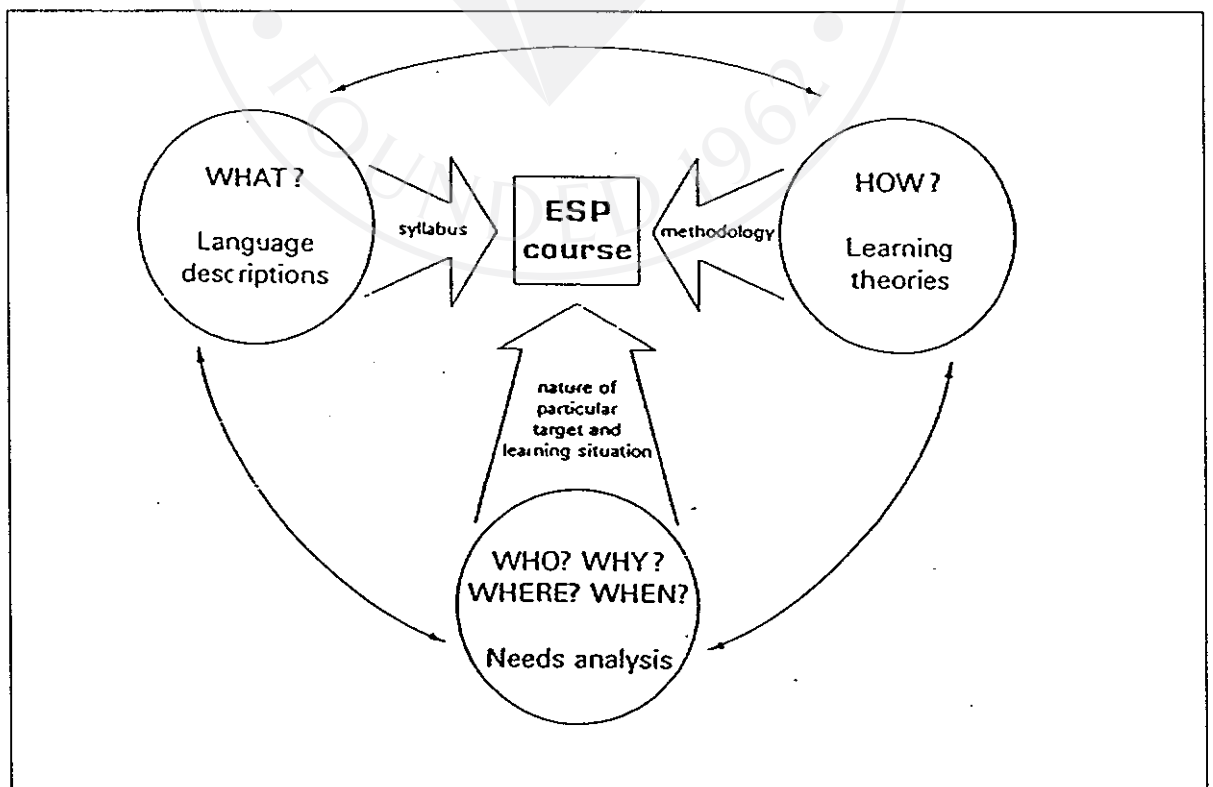 WHAT?
Language
descriptions
syllabus
ESP
course
methodology
HOW?
Learning
theories
nature of
particular
target and
learning situation
WHO? WHY?
WHERE? WHEN?
Needs analysis
• FOUNDED 1962 •